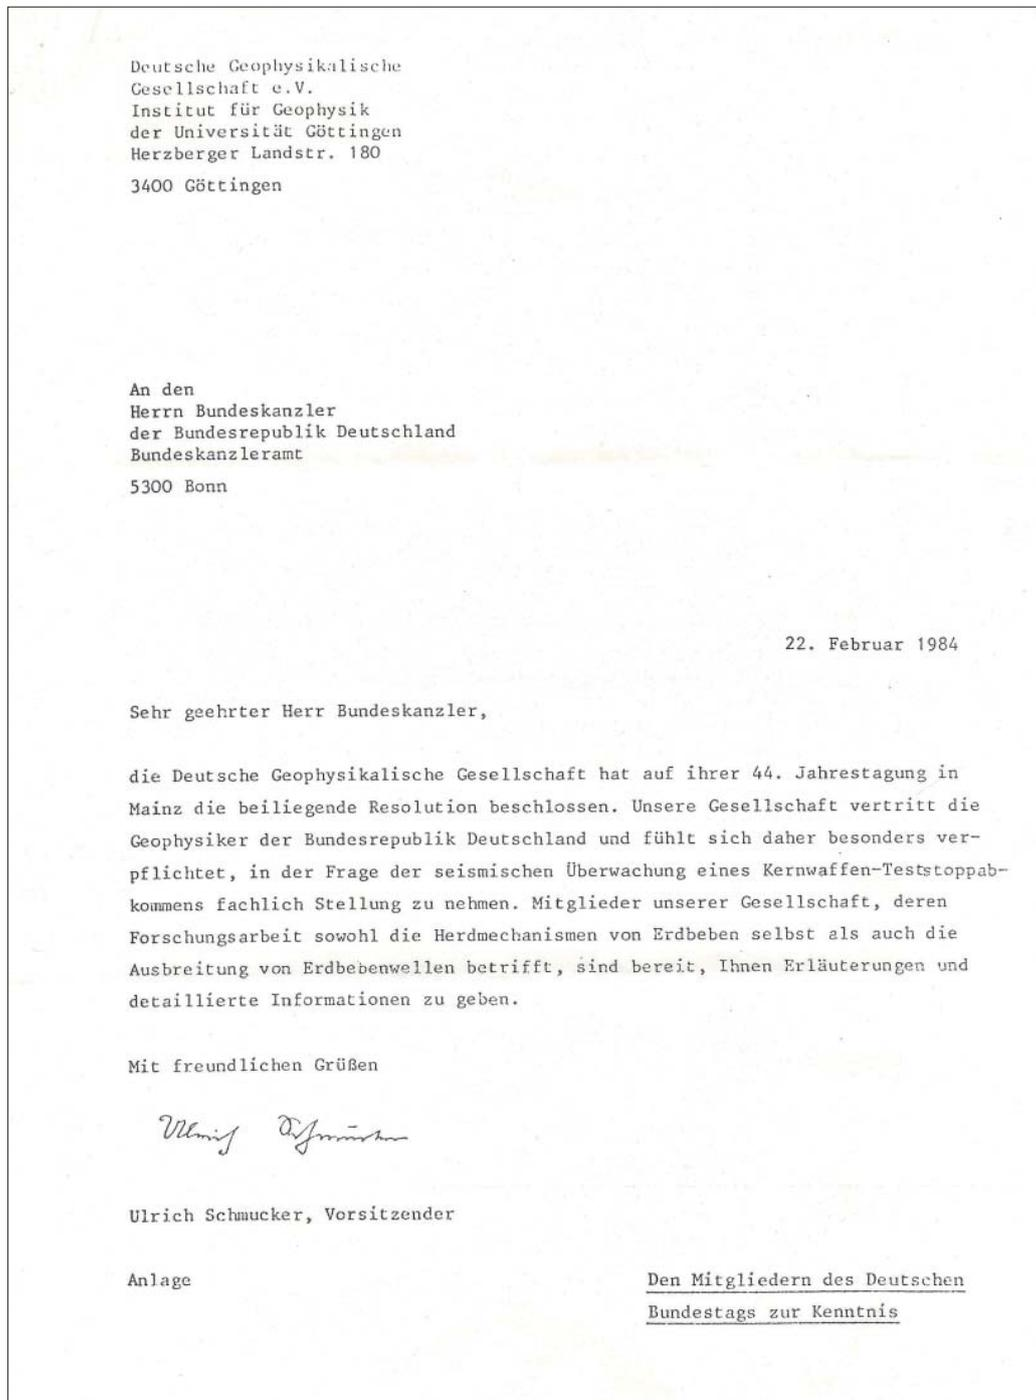 Deutsche Geophysikalische
Gesellschaft e.V.
Institut für Geophysik
der Universität Göttingen
Herzberger Landstr. 180
3400 Göttingen
An den
Herrn Bundeskanzler
der Bundesrepublik Deutschland
Bundeskanzleramt
5300 Bonn
22. Februar 1984
Sehr geehrter Herr Bundeskanzler,
die Deutsche Geophysikalische Gesellschaft hat auf ihrer 44. Jahrestagung in
Mainz die beiliegende Resolution beschlossen. Unsere Gesellschaft vertritt die
Geophysiker der Bundesrepublik Deutschland und fühlt sich daher besonders ver-
pflichtet, in der Frage der seismischen Überwachung eines Kernwaffen-Teststoppab-
kommens fachlich Stellung zu nehmen. Mitglieder unserer Gesellschaft, deren
Forschungsarbeit sowohl die Herdmechanismen von Erdbeben selbst als auch die
Ausbreitung von Erdbebenwellen betrifft, sind bereit, Ihnen Erläuterungen und
detaillierte Informationen zu geben.
Mit freundlichen Grüßen
Ulrich Schmucker
Ulrich Schmucker, Vorsitzender
Anlage
Den Mitgliedern des Deutschen
Bundestags zur Kenntnis